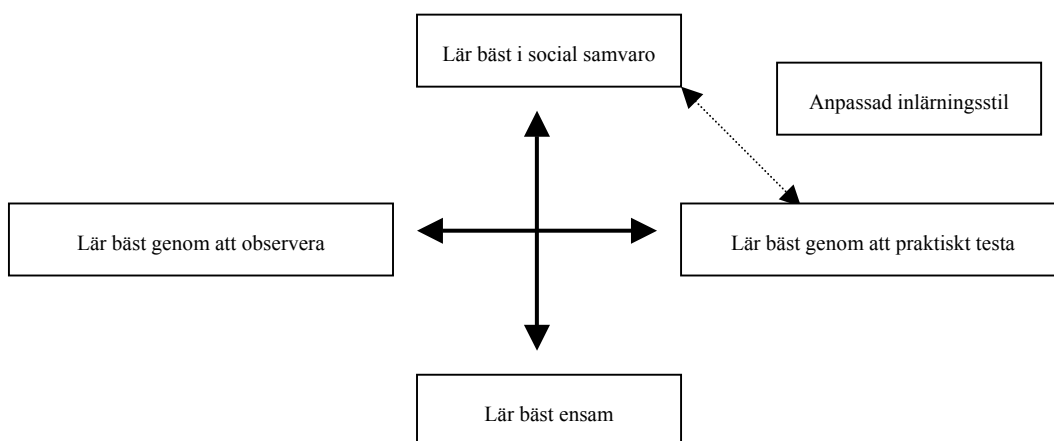 Lär bäst i social samvaro
Anpassad inlärningsstil
Lär bäst genom att observera
Lär bäst genom att praktiskt testa
Lär bäst ensam